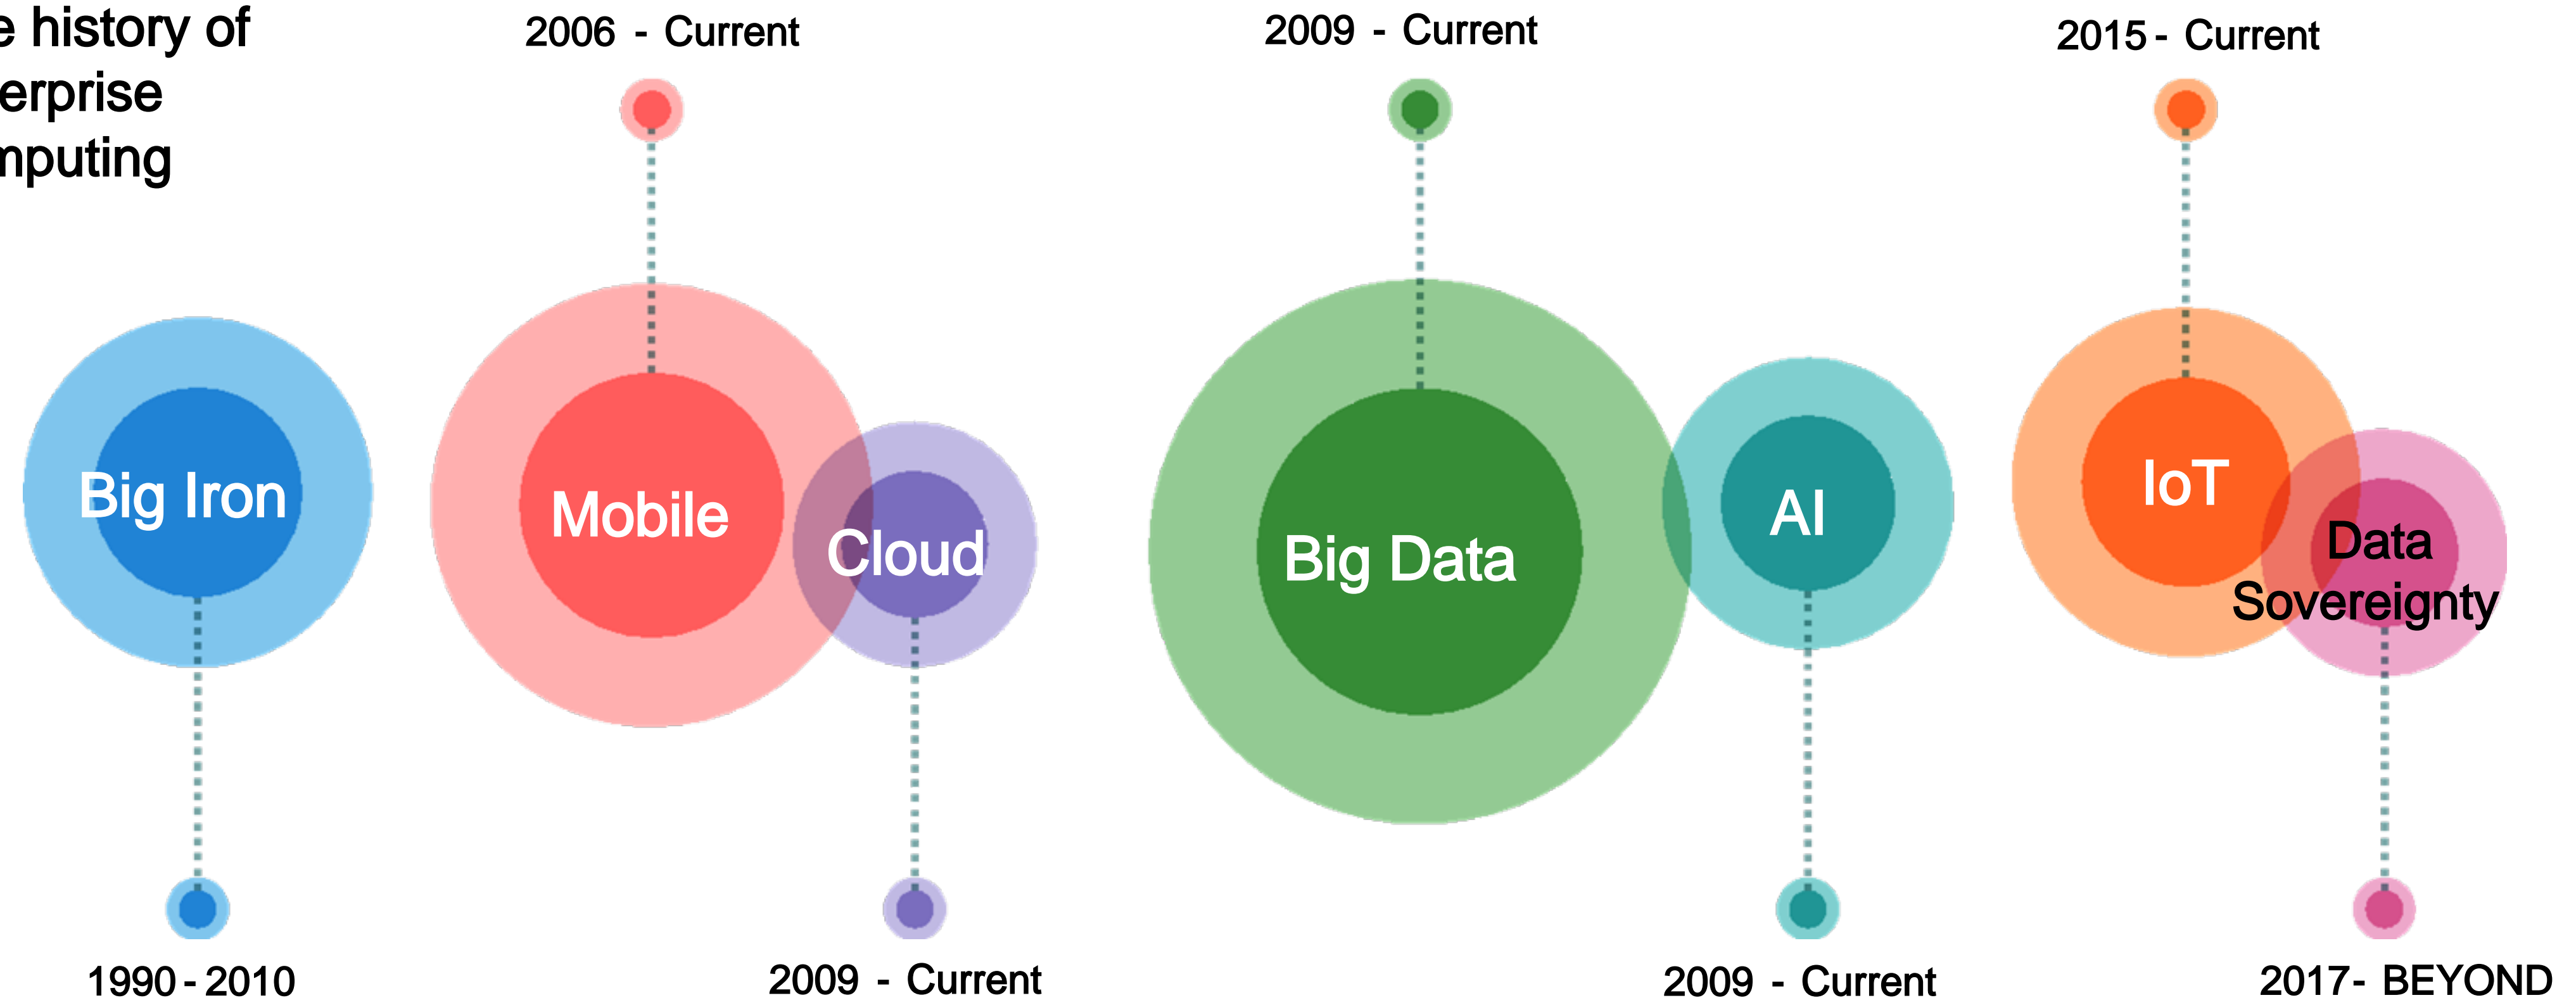 e history of
erprise
mputing
2006 - Current
2009 - Current
2015 - Current
Big Iron
Mobile
Cloud
Big Data
AI
IoT
Data
Sovereignty
1990 - 2010
2009 - Current
2009 - Current
2017- BEYOND